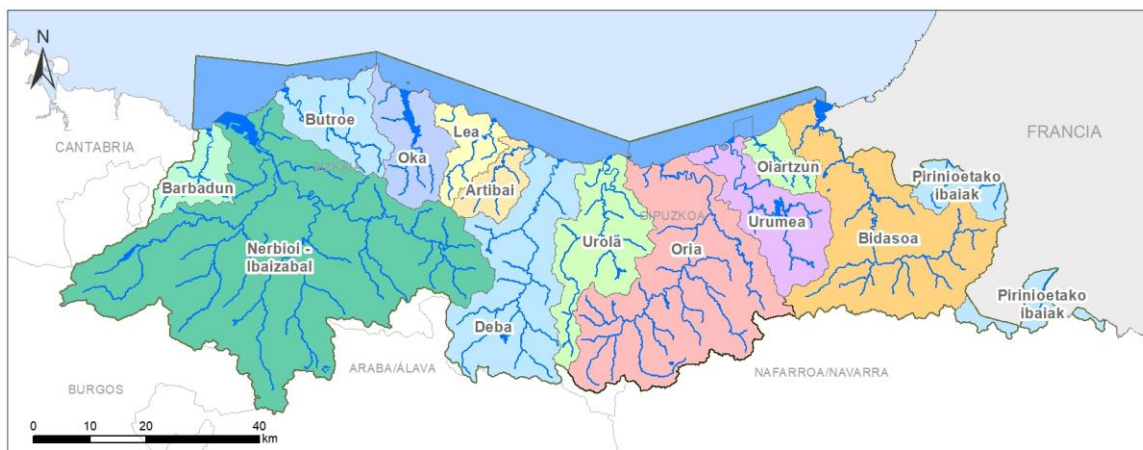 N
CANTABRIA
FRANCIA
Butroe
Lea
Oka
BIZKAIA
Barbadun
Artibai
Oiartzun
Pirinioetako
ibaiak
GIPUZKOA
Urumea
Nerbioi -
Ibaizabal
Urola
Oria
Bidasoa
Pirinioetako
ibaiak
Deba
ARABA/ÁLAVA
NAFARROA/NAVARRA
BURGOS
0 10 20 40
km